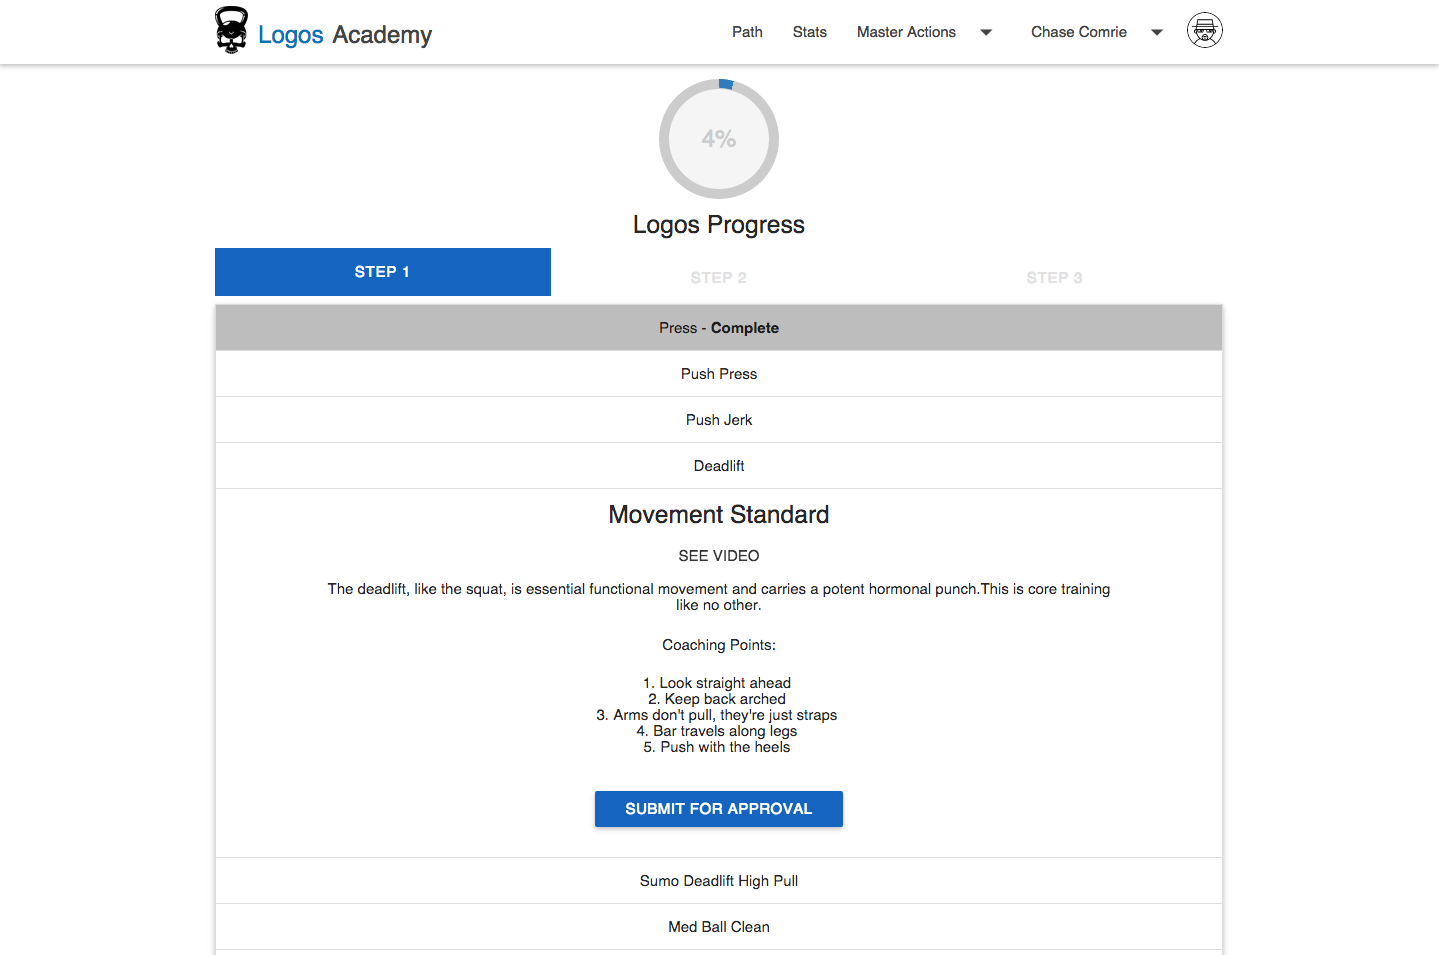 Logos Academy
Path Stats Master Actions Chase Comrie
4%
Logos Progress
STEP 1 STEP 2 STEP 3
Press - Complete
Push Press
Push Jerk
Deadlift
Movement Standard
SEE VIDEO
The deadlift, like the squat, is essential functional movement and carries a potent hormonal punch.This is core training
like no other.
Coaching Points:
1. Look straight ahead
2. Keep back arched
3. Arms don't pull, they're just straps
4. Bar travels along legs
5. Push with the heels
SUBMIT FOR APPROVAL
Sumo Deadlift High Pull
Med Ball Clean